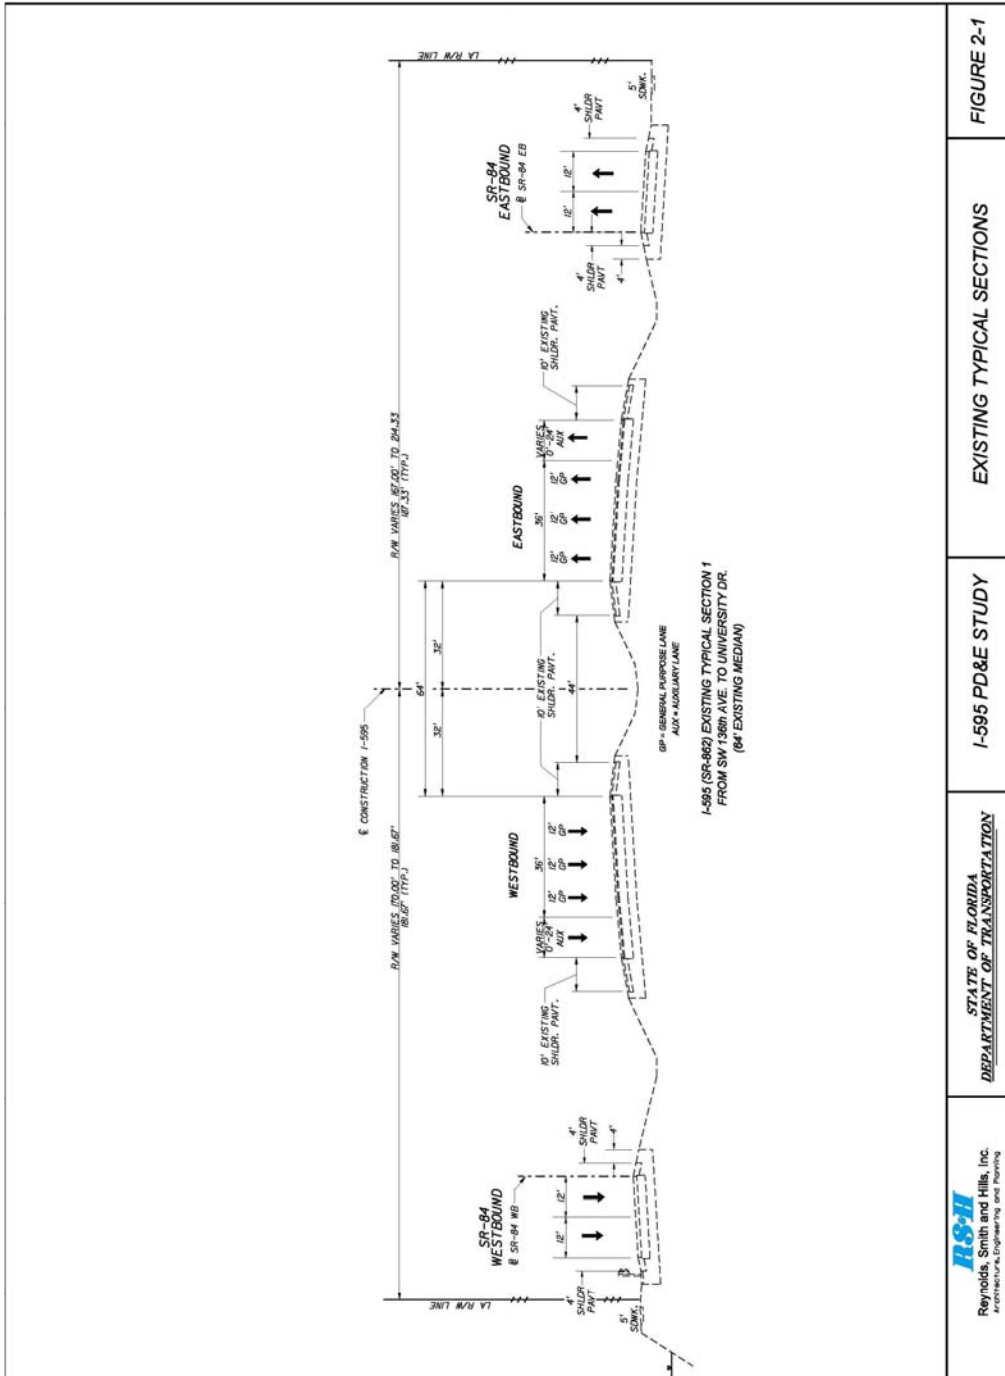 LA R/W LINE
R/W VARIES 170.00' TO 181.67'
181.67' (TYP.)
℄ CONSTRUCTION I-595
R/W VARIES 167.00' TO 214.33
187.33' (TYP.)
LA R/W LINE
64'
32'
32'
SR-84
WESTBOUND
℄ SR-84 WB
12'
12'
4'
SHLDR
PAVT
4'
4'
SHLDR
PAVT
5'
SDWK.
10' EXISTING
SHLDR. PAVT.
WESTBOUND
VARIES
0'-24'
AUX
36'
12'
GP
12'
GP
12'
GP
10' EXISTING
SHLDR. PAVT.
44'
EASTBOUND
36'
12'
GP
12'
GP
12'
GP
VARIES
0'-24'
AUX
10' EXISTING
SHLDR. PAVT.
SR-84
EASTBOUND
℄ SR-84 EB
4'
SHLDR
PAVT
4'
12'
12'
4'
SHLDR
PAVT
5'
SDWK.
GP = GENERAL PURPOSE LANE
AUX = AUXILIARY LANE
I-595 (SR-862) EXISTING TYPICAL SECTION 1
FROM SW 136th AVE. TO UNIVERSITY DR.
(64' EXISTING MEDIAN)
RS&H
Reynolds, Smith and Hills, Inc.
Architecture, Engineering and Planning
STATE OF FLORIDA
DEPARTMENT OF TRANSPORTATION
I-595 PD&E STUDY
EXISTING TYPICAL SECTIONS
FIGURE 2-1